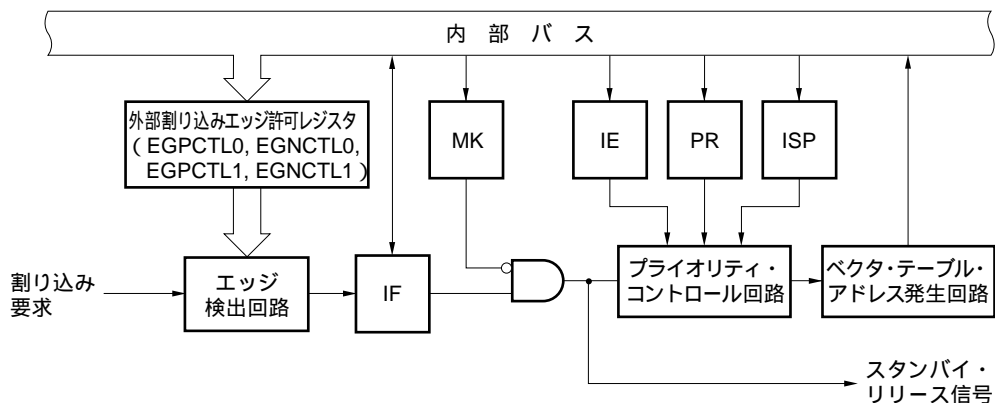 内 部 バ ス
外部割り込みエッジ許可レジスタ
( EGPCTL0, EGNCTL0,
EGPCTL1, EGNCTL1 )
MK
IE
PR
ISP
割り込み
要求
エッジ
検出回路
IF
プライオリティ・
コントロール回路
ベクタ・テーブル・
アドレス発生回路
スタンバイ・
リリース信号